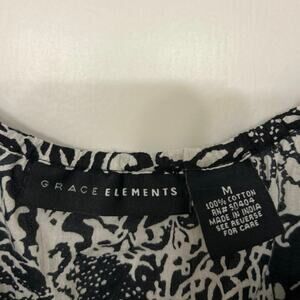 GRACE ELEMENTS
M
100% COTTON
RN# 50404
MADE IN INDIA
SEE REVERSE
FOR CARE